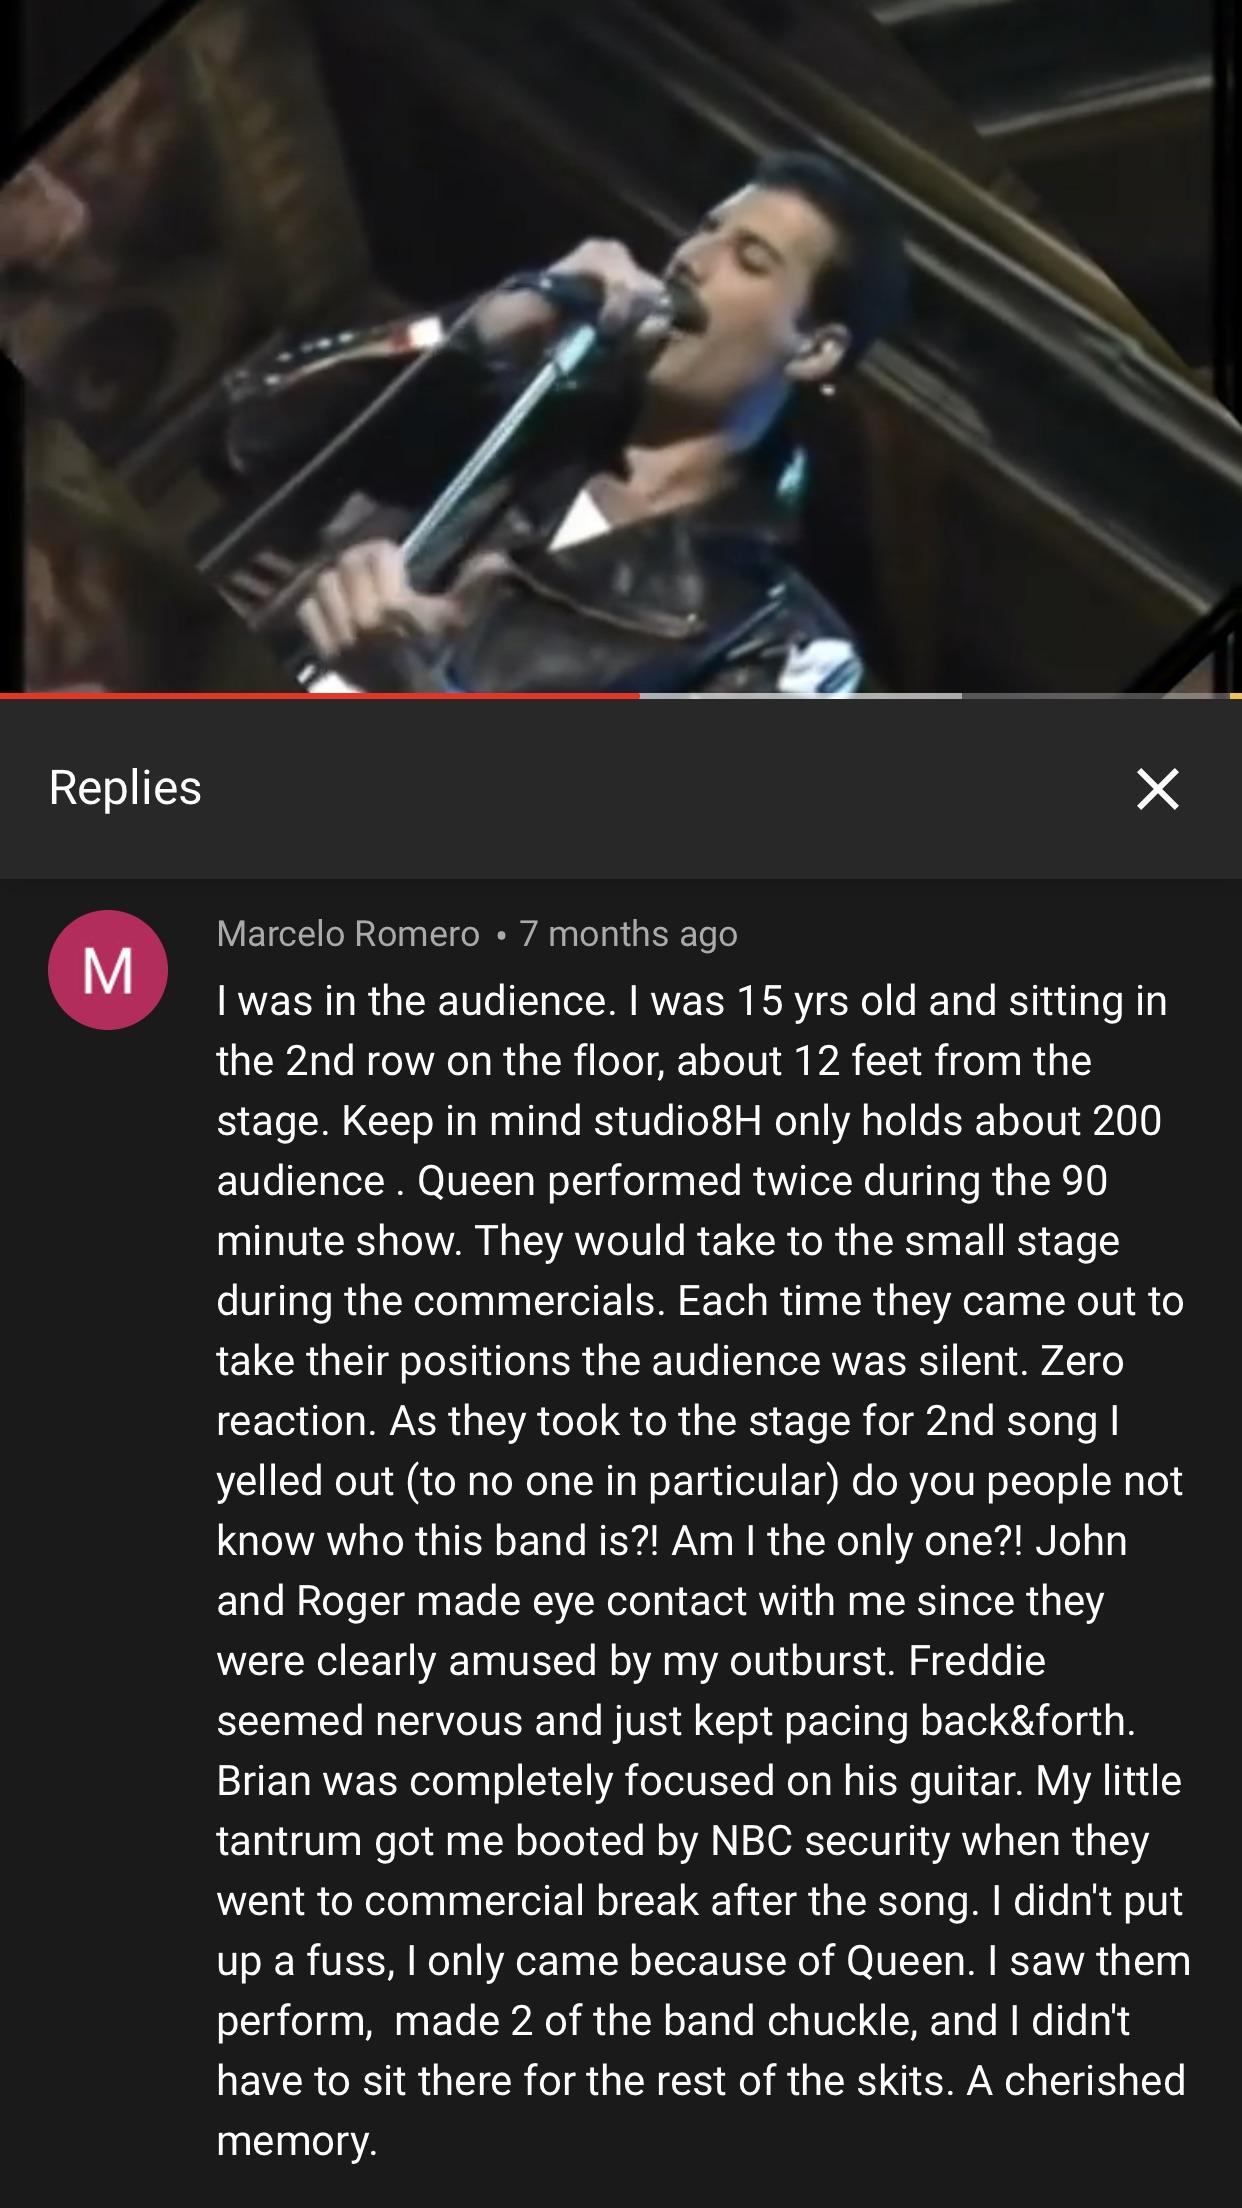 Replies
M
Marcelo Romero • 7 months ago
I was in the audience. I was 15 yrs old and sitting in
the 2nd row on the floor, about 12 feet from the
stage. Keep in mind studio8H only holds about 200
audience . Queen performed twice during the 90
minute show. They would take to the small stage
during the commercials. Each time they came out to
take their positions the audience was silent. Zero
reaction. As they took to the stage for 2nd song I
yelled out (to no one in particular) do you people not
know who this band is?! Am I the only one?! John
and Roger made eye contact with me since they
were clearly amused by my outburst. Freddie
seemed nervous and just kept pacing back&forth.
Brian was completely focused on his guitar. My little
tantrum got me booted by NBC security when they
went to commercial break after the song. I didn't put
up a fuss, I only came because of Queen. I saw them
perform,  made 2 of the band chuckle, and I didn't
have to sit there for the rest of the skits. A cherished
memory.